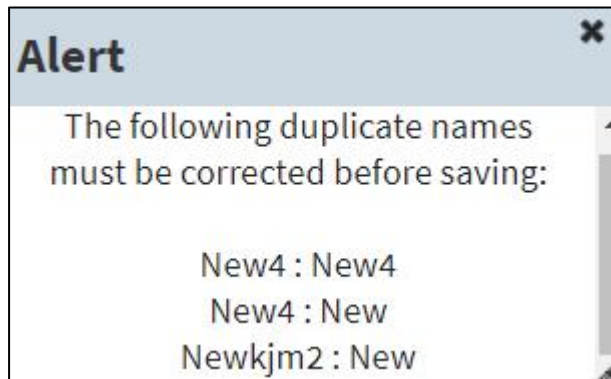 Alert
The following duplicate names
must be corrected before saving:
New4 : New4
New4 : New
Newkjm2 : New